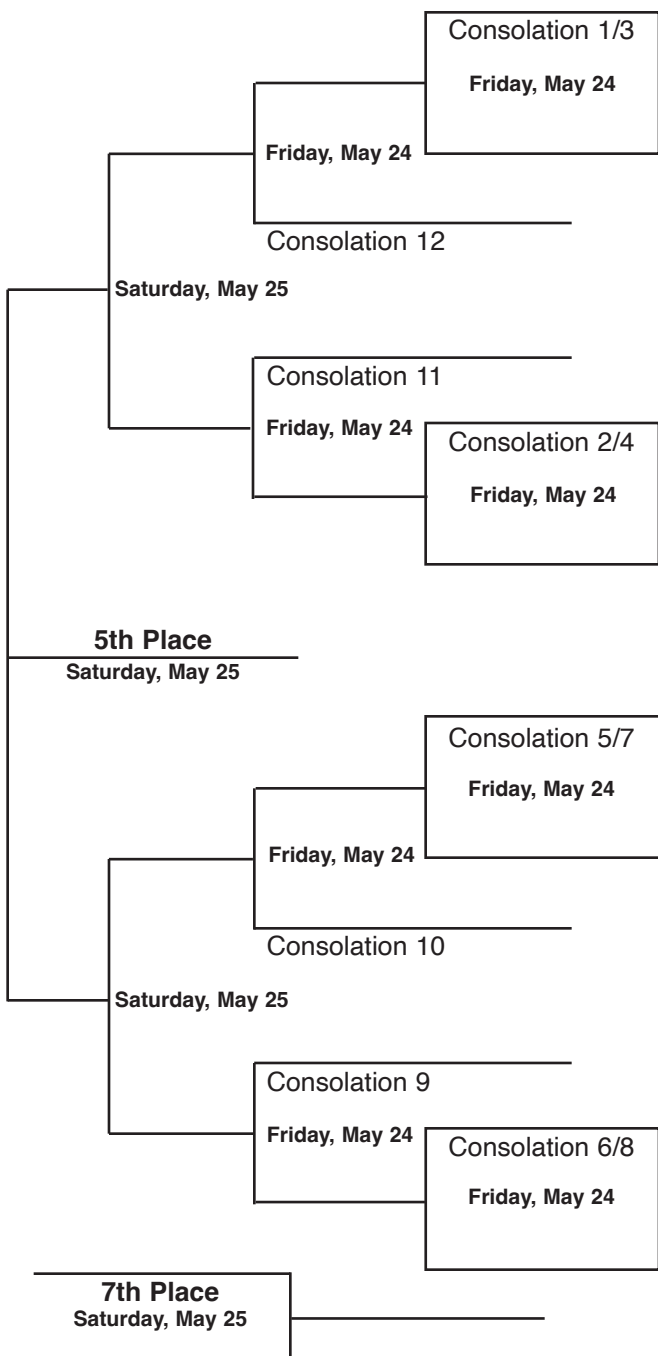 Consolation 1/3
Friday, May 24
Friday, May 24
Consolation 12
Saturday, May 25
Consolation 11
Friday, May 24
Consolation 2/4
Friday, May 24
5th Place
Saturday, May 25
Consolation 5/7
Friday, May 24
Friday, May 24
Consolation 10
Saturday, May 25
Consolation 9
Friday, May 24
Consolation 6/8
Friday, May 24
7th Place
Saturday, May 25